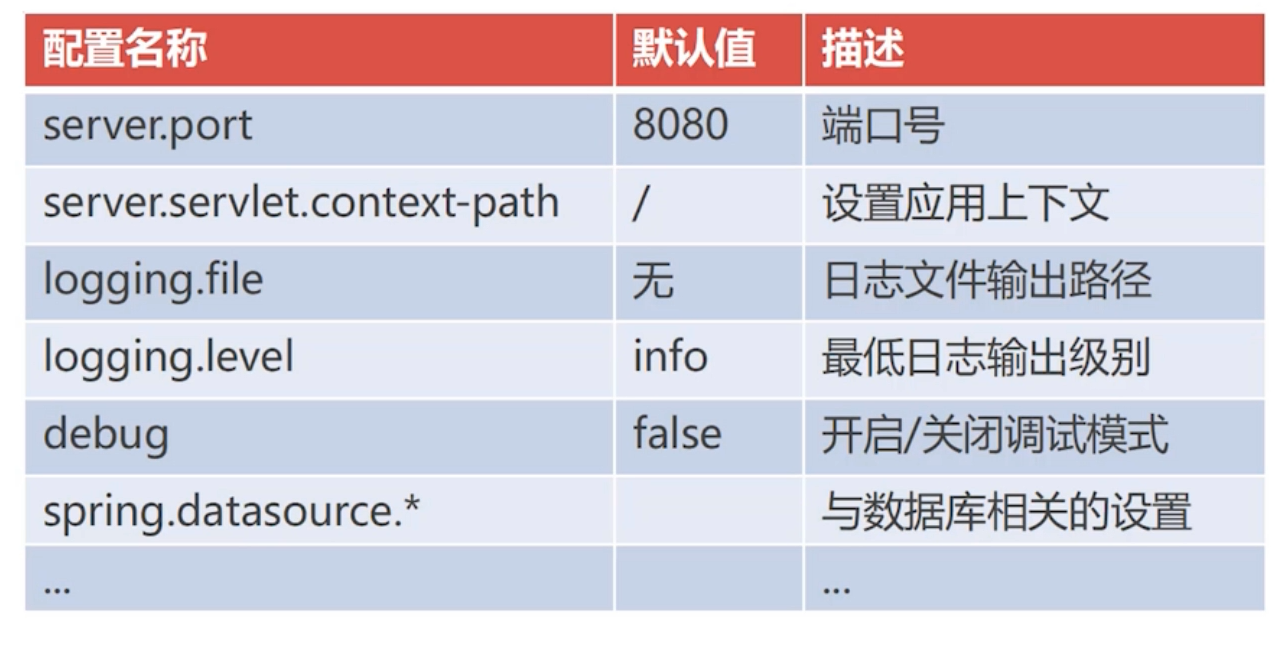 配置名称 默认值 描述
server.port 8080 端口号
server.servlet.context-path / 设置应用上下文
logging.file 无 日志文件输出路径
logging.level info 最低日志输出级别
debug false 开启/关闭调试模式
spring.datasource.* 与数据库相关的设置
... ...